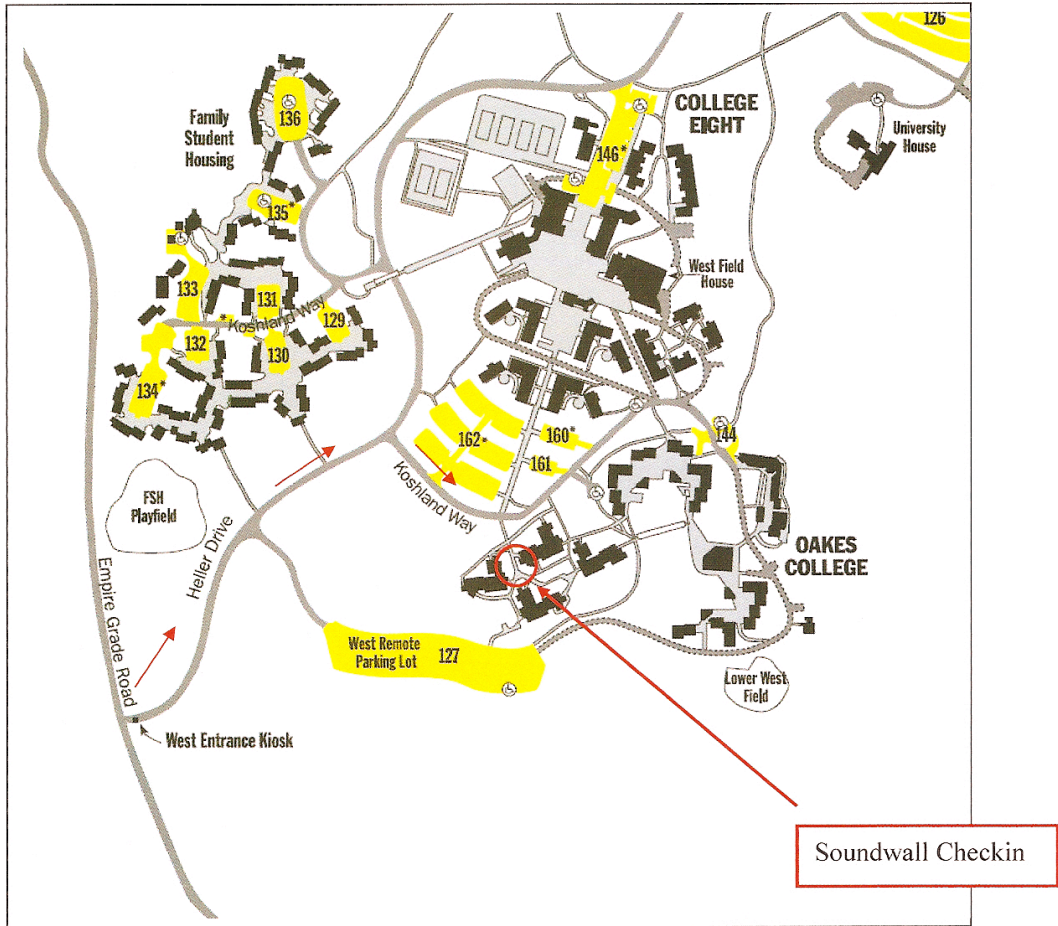 126
COLLEGE
EIGHT
136
Family
Student
Housing
University
House
146*
135*
West Field
House
133
131
*
Koshland Way
129
132
130
134*
162*
160*
161
144
Koshland Way
FSH
Playfield
Heller Drive
Empire Grade Road
OAKES
COLLEGE
West Remote
Parking Lot
127
Lower West
Field
West Entrance Kiosk
Soundwall Checkin